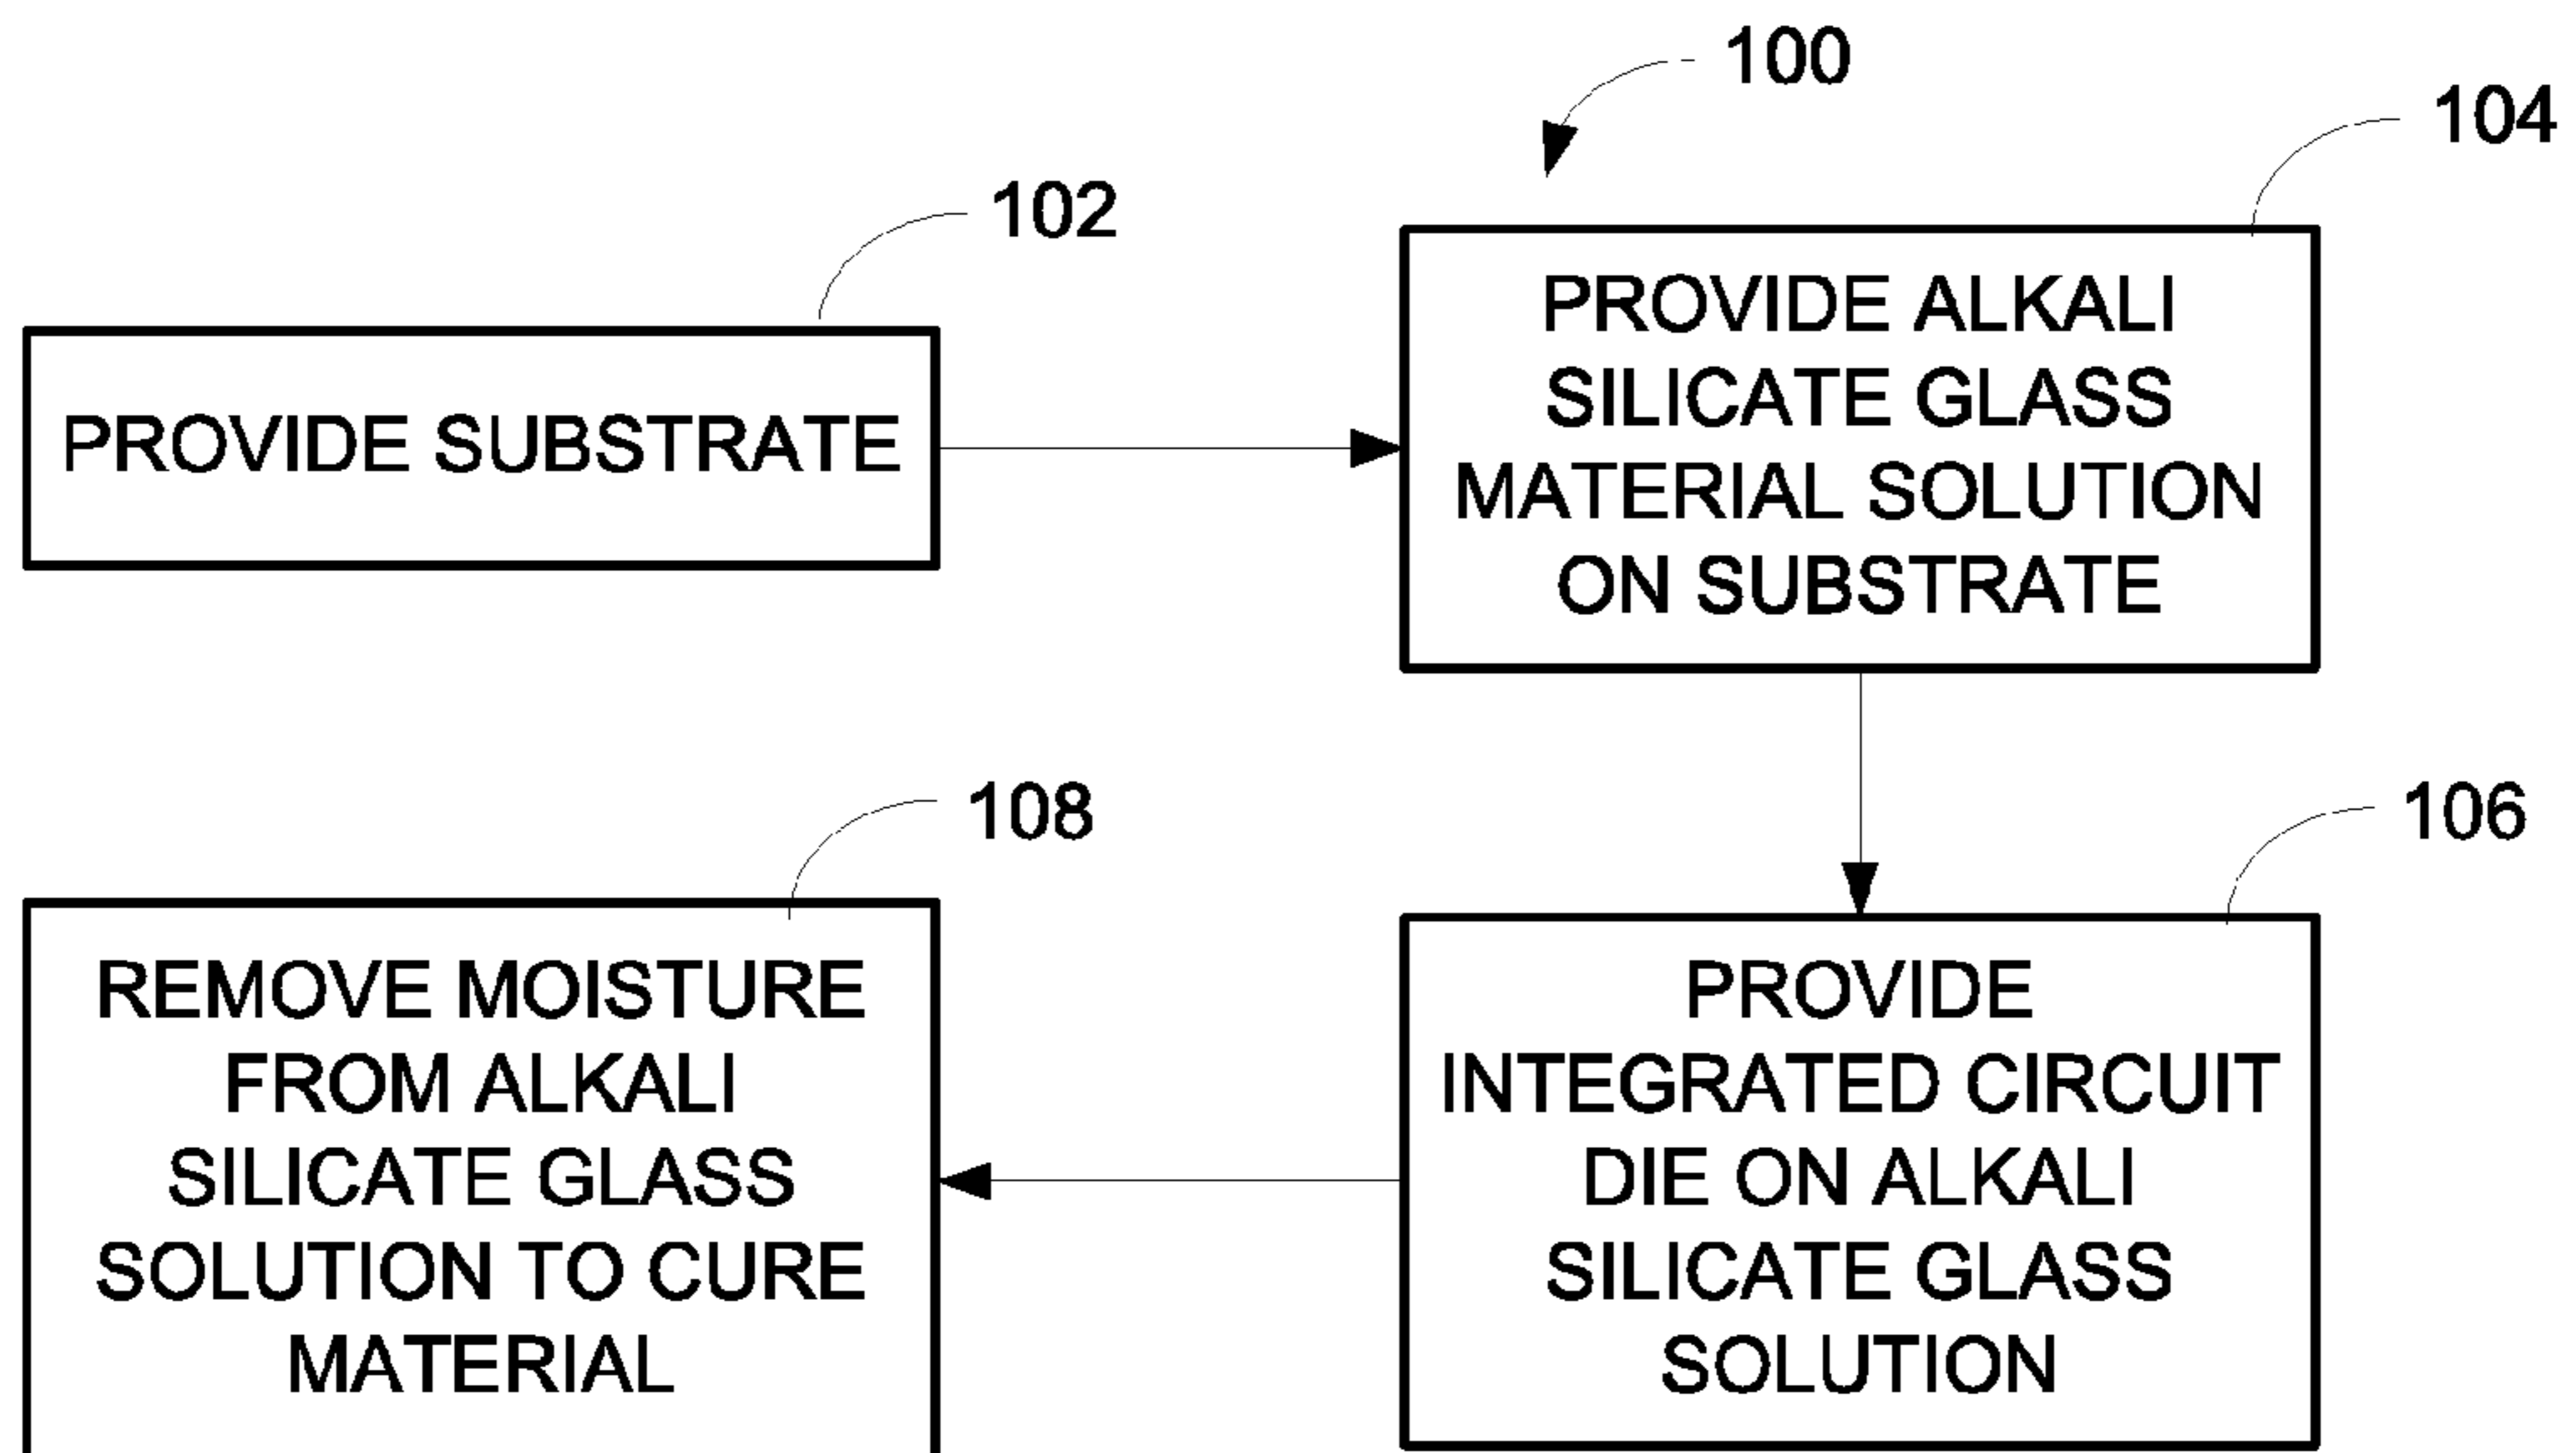 100
102
PROVIDE SUBSTRATE
104
PROVIDE ALKALI
SILICATE GLASS
MATERIAL SOLUTION
ON SUBSTRATE
106
PROVIDE
INTEGRATED CIRCUIT
DIE ON ALKALI
SILICATE GLASS
SOLUTION
108
REMOVE MOISTURE
FROM ALKALI
SILICATE GLASS
SOLUTION TO CURE
MATERIAL